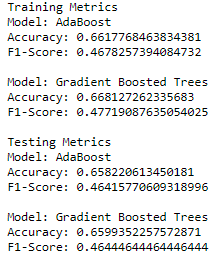 Training Metrics
Model: AdaBoost
Accuracy: 0.6617768463834381
F1-Score: 0.4678257394084732
Model: Gradient Boosted Trees
Accuracy: 0.668127262335683
F1-Score: 0.47719087635054025
Testing Metrics
Model: AdaBoost
Accuracy: 0.658220613450181
F1-Score: 0.46415770609318996
Model: Gradient Boosted Trees
Accuracy: 0.6599352257572871
F1-Score: 0.46444644464446444